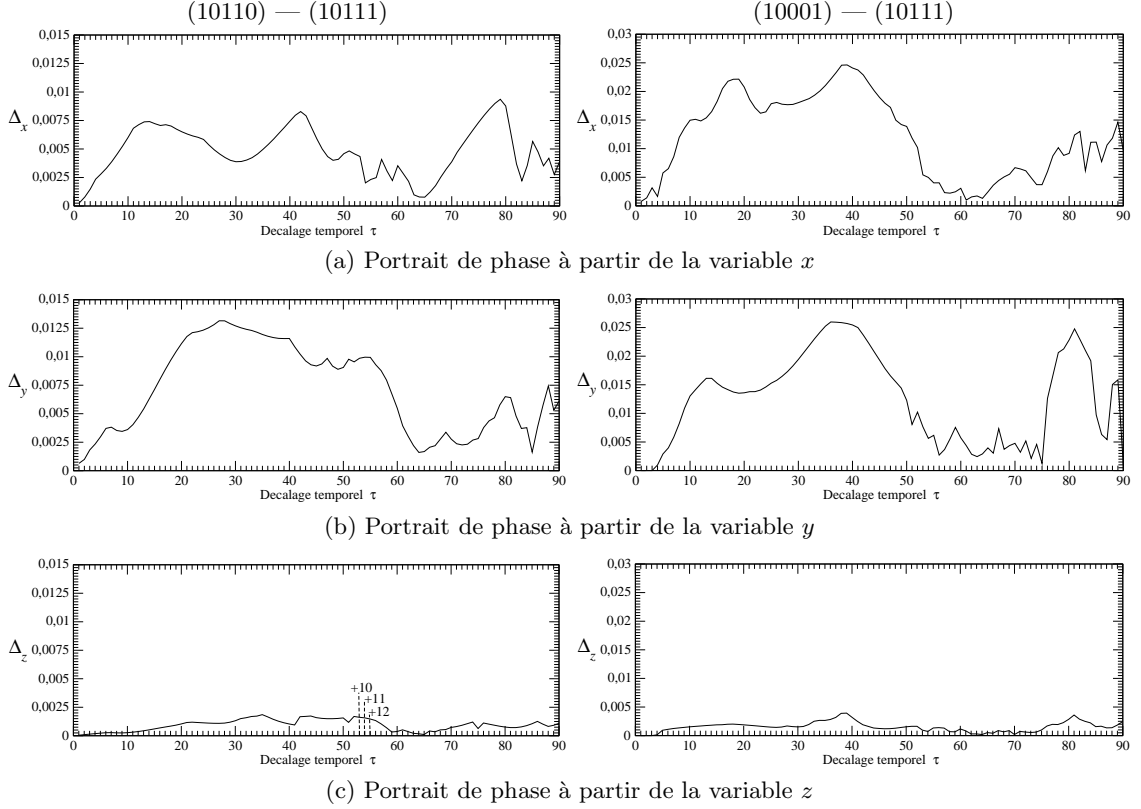 (10110) — (10111)
(10001) — (10111)
0,015
0,0125
0,01
0,0075
0,005
0,0025
0
Δx
0 10 20 30 40 50 60 70 80 90
Decalage temporel τ
0,03
0,025
0,02
0,015
0,01
0,005
0
Δx
0 10 20 30 40 50 60 70 80 90
Decalage temporel τ
(a) Portrait de phase à partir de la variable x
0,015
0,0125
0,01
0,0075
0,005
0,0025
0
Δy
0 10 20 30 40 50 60 70 80 90
Decalage temporel τ
0,03
0,025
0,02
0,015
0,01
0,005
0
Δy
0 10 20 30 40 50 60 70 80 90
Decalage temporel τ
(b) Portrait de phase à partir de la variable y
0,015
0,0125
0,01
0,0075
0,005
0,0025
0
Δz
+10
+11
+12
0 10 20 30 40 50 60 70 80 90
Decalage temporel τ
0,03
0,025
0,02
0,015
0,01
0,005
0
Δz
0 10 20 30 40 50 60 70 80 90
Decalage temporel τ
(c) Portrait de phase à partir de la variable z